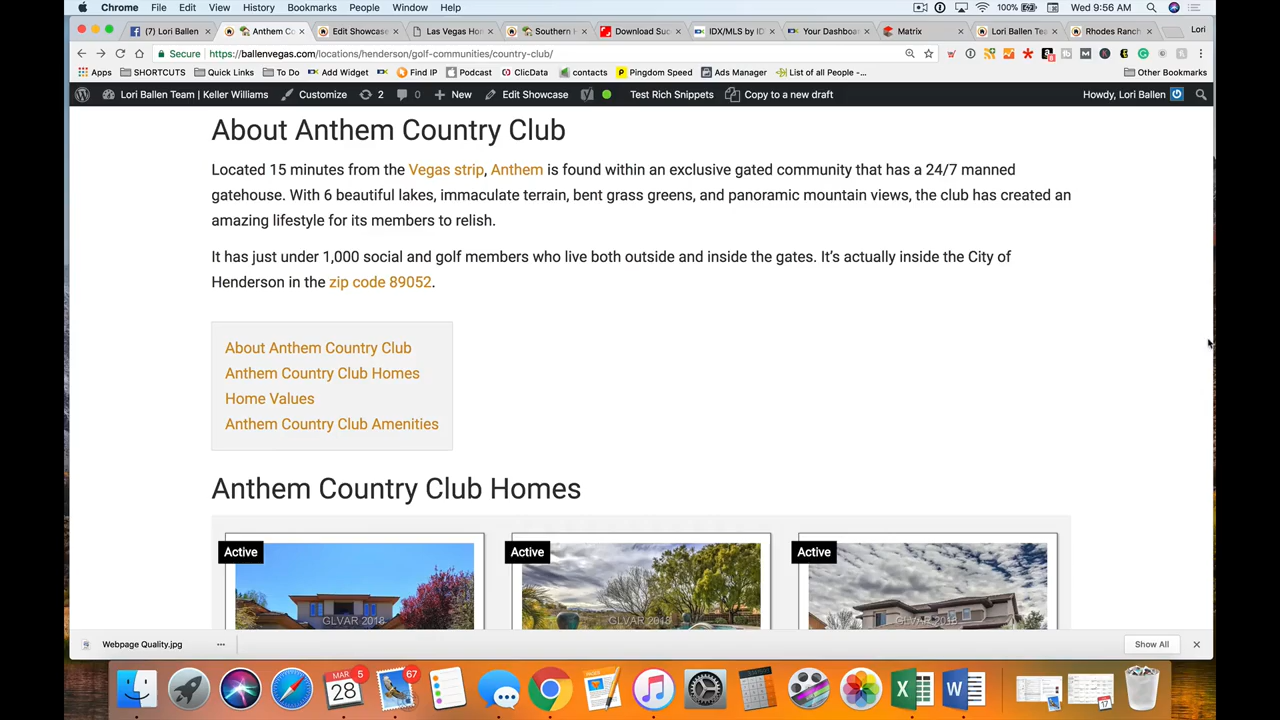 Chrome File Edit View History Bookmarks People Window Help 100% Wed 9:56 AM
(7) Lori Ballen Anthem Co Edit Showcase Las Vegas Hom Southern H Download Suc IDX/MLS by ID Your Dashboa Matrix Lori Ballen Tea Rhodes Ranch Lori
Secure https://ballenvegas.com/locations/henderson/golf-communities/country-club/
Apps SHORTCUTS Quick Links To Do Add Widget Find IP Podcast ClicData contacts Pingdom Speed Ads Manager List of all People -... Other Bookmarks
Lori Ballen Team | Keller Williams Customize 2 0 New Edit Showcase Test Rich Snippets Copy to a new draft Howdy, Lori Ballen
About Anthem Country Club
Located 15 minutes from the Vegas strip, Anthem is found within an exclusive gated community that has a 24/7 manned
gatehouse. With 6 beautiful lakes, immaculate terrain, bent grass greens, and panoramic mountain views, the club has created an
amazing lifestyle for its members to relish.
It has just under 1,000 social and golf members who live both outside and inside the gates. It’s actually inside the City of
Henderson in the zip code 89052.
About Anthem Country Club
Anthem Country Club Homes
Home Values
Anthem Country Club Amenities
Anthem Country Club Homes
Active Active Active
GLVAR 2018 GLVAR 2018 GLVAR 2018
Webpage Quality.jpg Show All
MAR 5 67
28
17